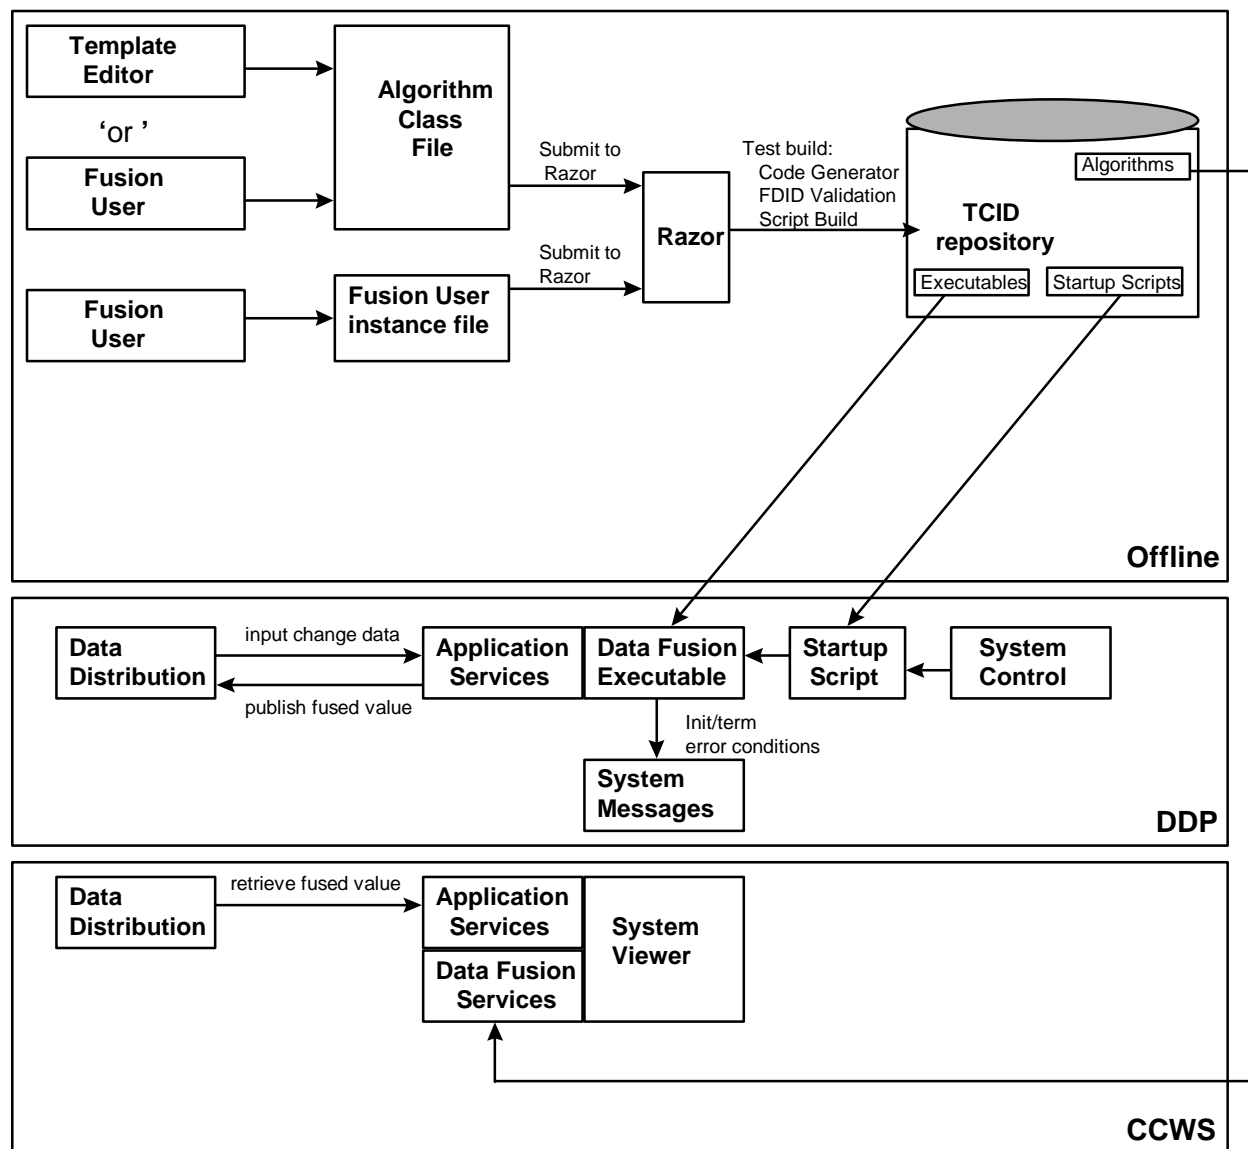 Template
Editor
‘or ’
Fusion
User
Fusion
User
Algorithm
Class
File
Fusion User
instance file
Submit to
Razor
Submit to
Razor
Razor
Test build:
Code Generator
FDID Validation
Script Build
Algorithms
TCID
repository
Executables
Startup Scripts
Offline
Data
Distribution
input change data
publish fused value
Application
Services
Data Fusion
Executable
Startup
Script
System
Control
Init/term
error conditions
System
Messages
DDP
Data
Distribution
retrieve fused value
Application
Services
Data Fusion
Services
System
Viewer
CCWS